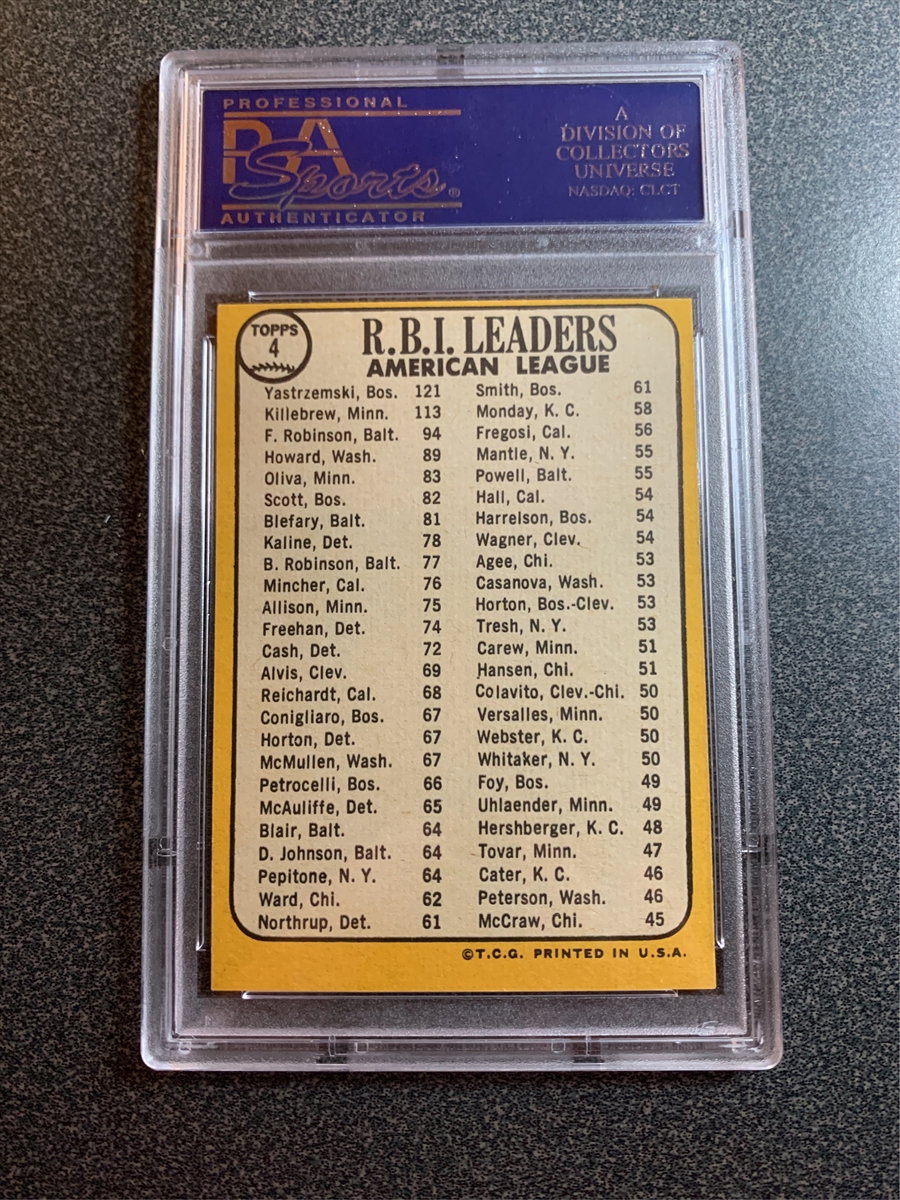 PROFESSIONAL
PSA
Sports®
AUTHENTICATOR
A
DIVISION OF
COLLECTORS
UNIVERSE
NASDAQ: CLCT
TOPPS
4
R.B.I. LEADERS
AMERICAN LEAGUE
Yastrzemski, Bos. 121
Killebrew, Minn. 113
F. Robinson, Balt. 94
Howard, Wash. 89
Oliva, Minn. 83
Scott, Bos. 82
Blefary, Balt. 81
Kaline, Det. 78
B. Robinson, Balt. 77
Mincher, Cal. 76
Allison, Minn. 75
Freehan, Det. 74
Cash, Det. 72
Alvis, Clev. 69
Reichardt, Cal. 68
Conigliaro, Bos. 67
Horton, Det. 67
McMullen, Wash. 67
Petrocelli, Bos. 66
McAuliffe, Det. 65
Blair, Balt. 64
D. Johnson, Balt. 64
Pepitone, N. Y. 64
Ward, Chi. 62
Northrup, Det. 61
Smith, Bos. 61
Monday, K. C. 58
Fregosi, Cal. 56
Mantle, N. Y. 55
Powell, Balt. 55
Hall, Cal. 54
Harrelson, Bos. 54
Wagner, Clev. 54
Agee, Chi. 53
Casanova, Wash. 53
Horton, Bos.-Clev. 53
Tresh, N. Y. 53
Carew, Minn. 51
Hansen, Chi. 51
Colavito, Clev.-Chi. 50
Versalles, Minn. 50
Webster, K. C. 50
Whitaker, N. Y. 50
Foy, Bos. 49
Uhlaender, Minn. 49
Hershberger, K. C. 48
Tovar, Minn. 47
Cater, K. C. 46
Peterson, Wash. 46
McCraw, Chi. 45
©T.C.G. PRINTED IN U.S.A.